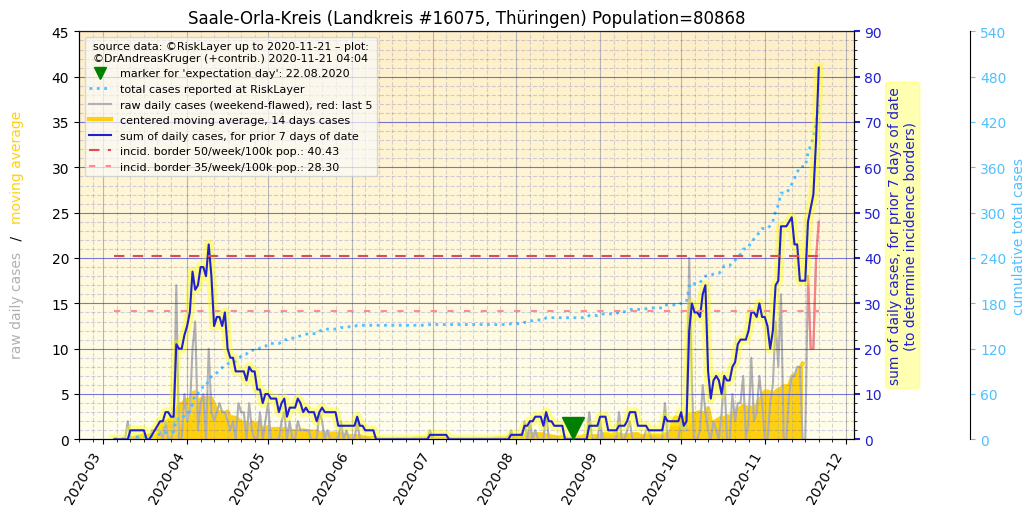 Saale-Orla-Kreis (Landkreis #16075, Thüringen) Population=80868
source data: ©RiskLayer up to 2020-11-21 – plot:
©DrAndreasKruger (+contrib.) 2020-11-21 04:04
marker for 'expectation day': 22.08.2020
total cases reported at RiskLayer
raw daily cases (weekend-flawed), red: last 5
centered moving average, 14 days cases
sum of daily cases, for prior 7 days of date
incid. border 50/week/100k pop.: 40.43
incid. border 35/week/100k pop.: 28.30
raw daily cases / moving average
45
40
35
30
25
20
15
10
5
0
2020-03
2020-04
2020-05
2020-06
2020-07
2020-08
2020-09
2020-10
2020-11
2020-12
90
80
70
60
50
40
30
20
10
0
sum of daily cases, for prior 7 days of date
(to determine incidence borders)
540
480
420
360
300
240
180
120
60
0
cumulative total cases